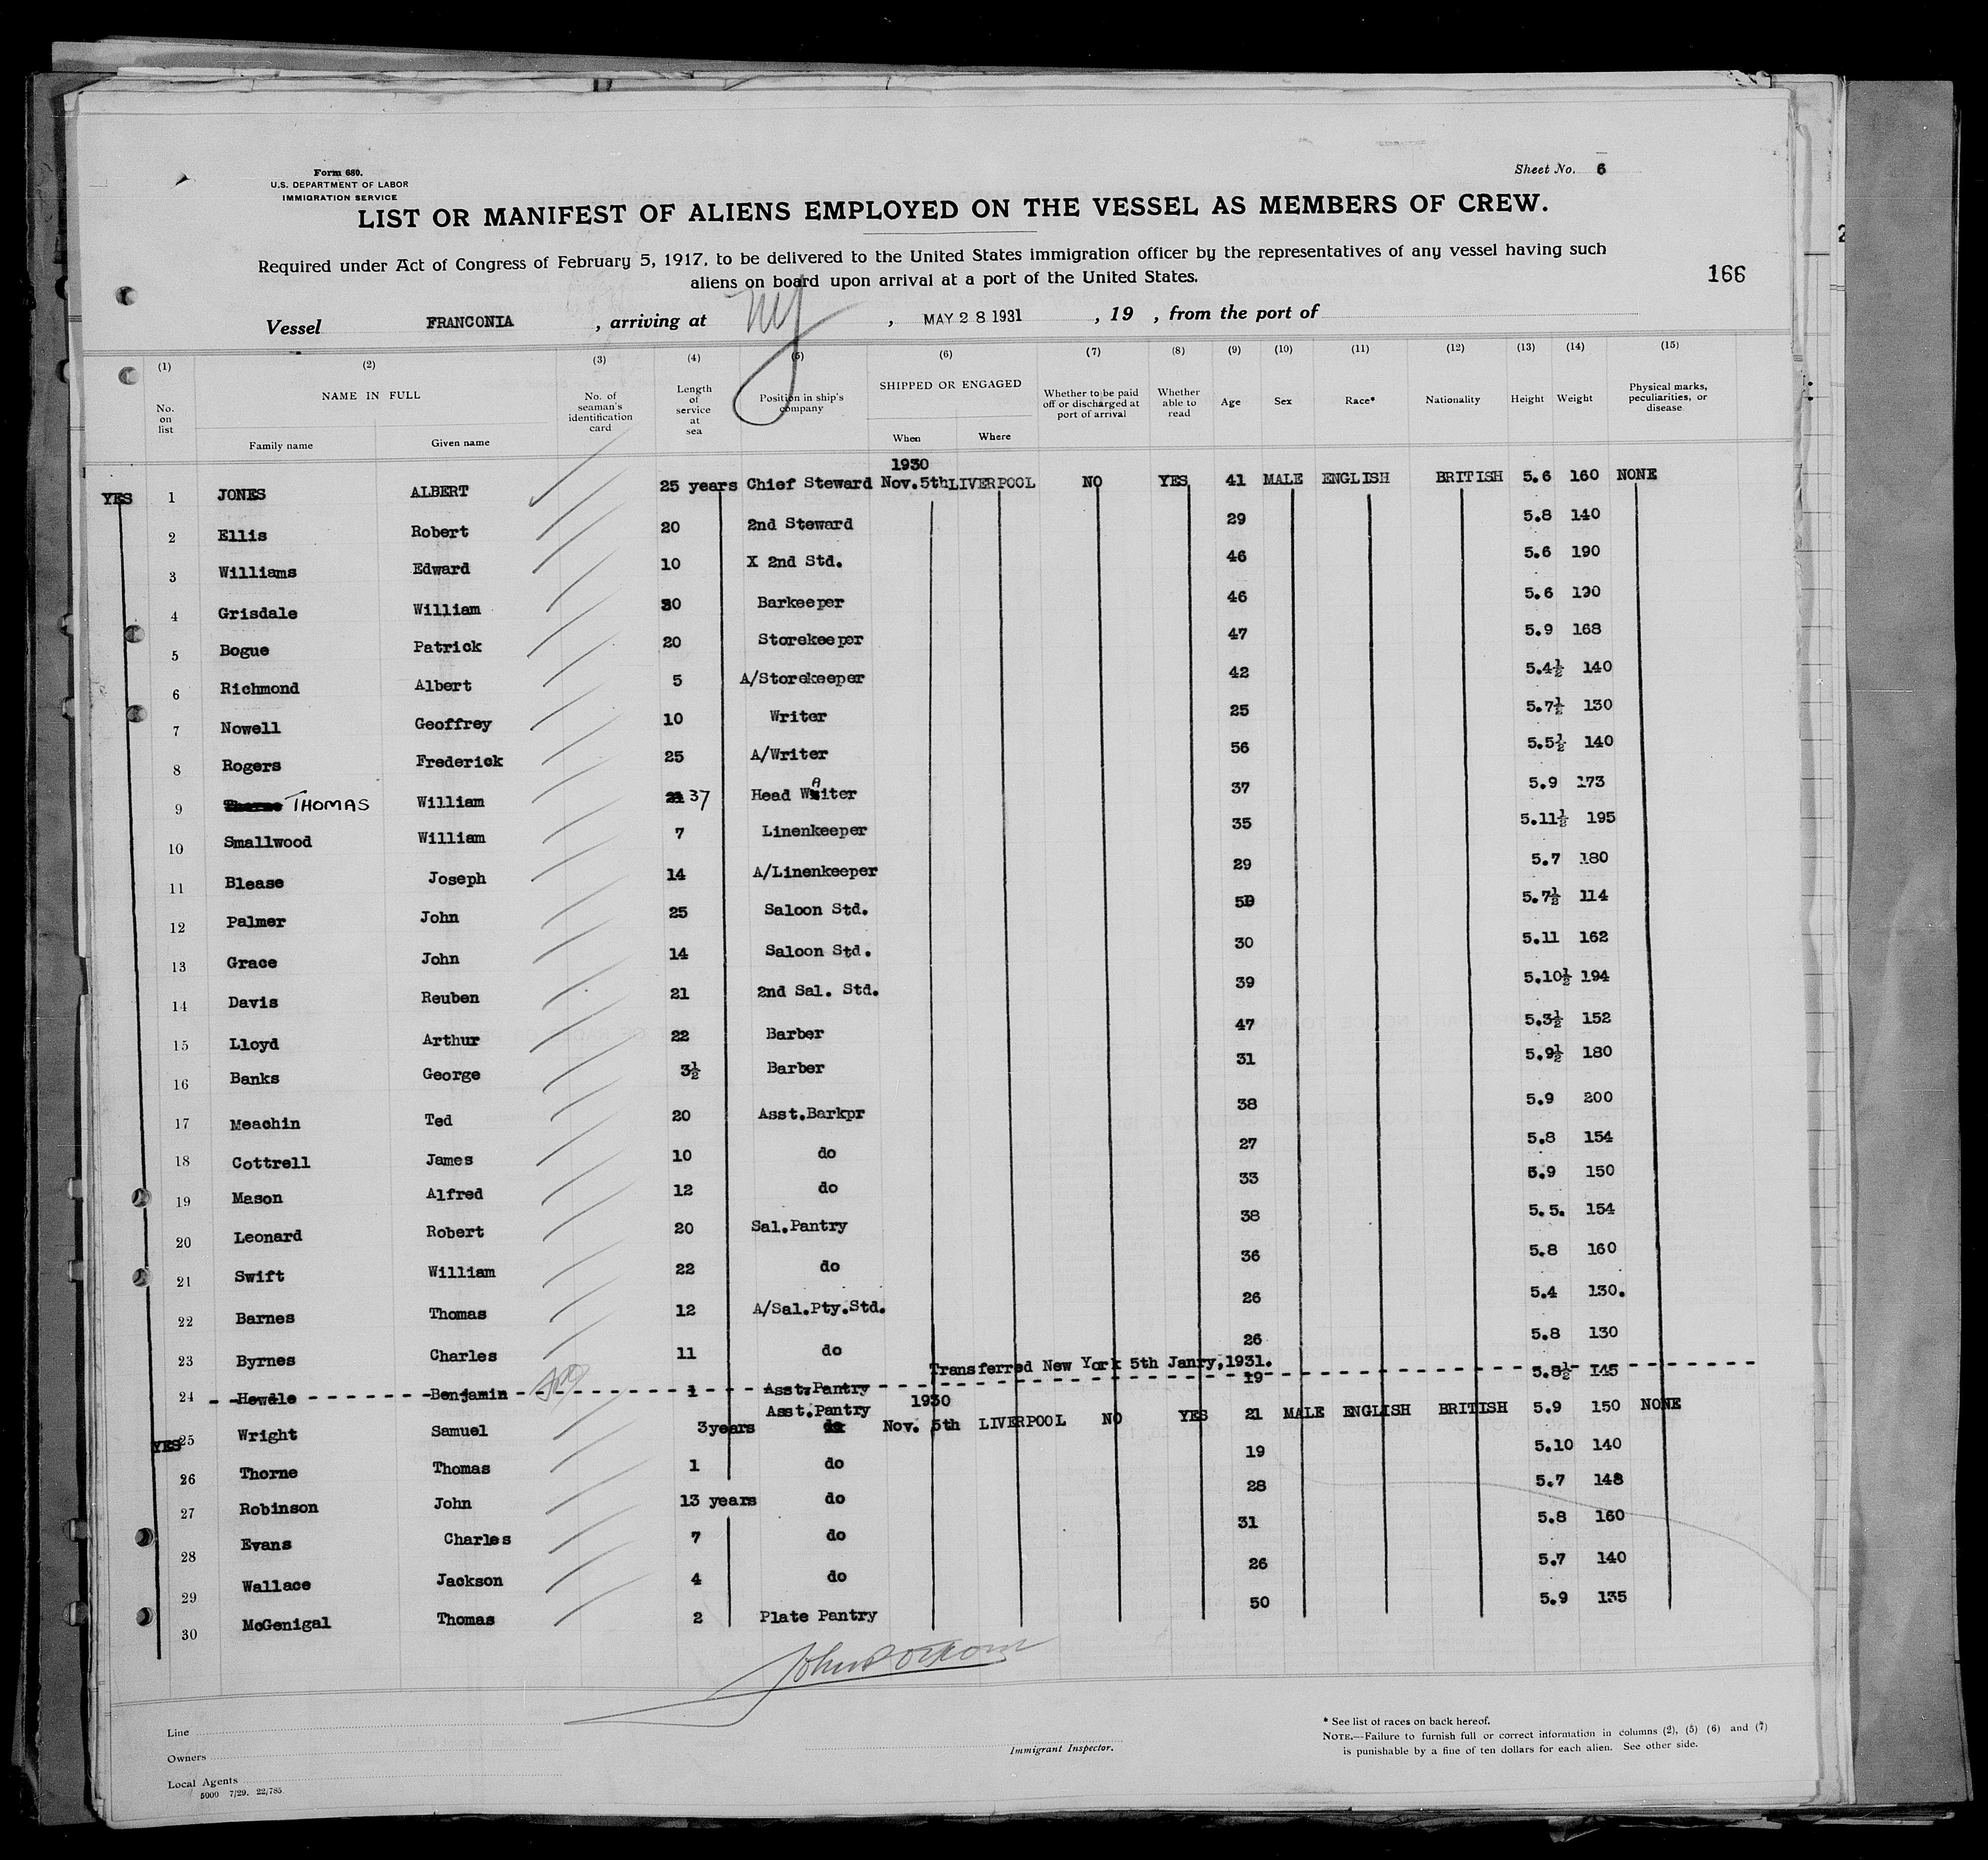 Form 689.
U.S. DEPARTMENT OF LABOR
IMMIGRATION SERVICE
Sheet No. 6
LIST OR MANIFEST OF ALIENS EMPLOYED ON THE VESSEL AS MEMBERS OF CREW.
Required under Act of Congress of February 5, 1917, to be delivered to the United States immigration officer by the representatives of any vessel having such
aliens on board upon arrival at a port of the United States.
166
Vessel FRANCONIA , arriving at NY , MAY 28 1931 , 19 , from the port of
(1) (2) (3) (4) (5) (6) (7) (8) (9) (10) (11) (12) (13) (14) (15)
No. on list NAME IN FULL Family name Given name No. of seaman's identification card Length of service at sea Position in ship's company SHIPPED OR ENGAGED When Where Whether to be paid off or discharged at port of arrival Whether able to read Age Sex Race* Nationality Height Weight Physical marks, peculiarities, or disease
1930
YES 1 JONES ALBERT 25 years Chief Steward Nov.5th LIVERPOOL NO YES 41 MALE ENGLISH BRITISH 5.6 160 NONE
2 Ellis Robert 20 2nd Steward 29 5.8 140
3 Williams Edward 10 X 2nd Std. 46 5.6 190
4 Grisdale William 30 Barkeeper 46 5.6 130
5 Bogue Patrick 20 Storekeeper 47 5.9 168
6 Richmond Albert 5 A/Storekeeper 42 5.4½ 140
7 Nowell Geoffrey 10 Writer 25 5.7½ 130
8 Rogers Frederick 25 A/Writer 56 5.5½ 140
9 Thorne THOMAS William 21 37 Head WAiter 37 5.9 173
10 Smallwood William 7 Linenkeeper 35 5.11½ 195
11 Blease Joseph 14 A/Linenkeeper 29 5.7 180
12 Palmer John 25 Saloon Std. 5.7½ 114
13 Grace John 14 Saloon Std. 30 5.11 162
14 Davis Reuben 21 2nd Sal. Std. 39 5.10½ 194
15 Lloyd Arthur 22 Barber 47 5.3½ 152
16 Banks George 3½ Barber 31 5.9½ 180
17 Meachin Ted 20 Asst.Barkpr 38 5.9 200
18 Cottrell James 10 do 27 5.8 154
19 Mason Alfred 12 do 33 5.9 150
20 Leonard Robert 20 Sal.Pantry 38 5.5. 154
21 Swift William 22 do 36 5.8 160
22 Barnes Thomas 12 A/Sal.Pty.Std. 26 5.4 130.
23 Byrnes Charles 11 do 26 5.8 130
Transferred New York 5th Janry,1931.
24 Howdle Benjamin 1 Asst.Pantry 19 5.8½ 145
1930
YES 25 Wright Samuel 3years Asst.Pantry do Nov. 5th LIVERPOOL NO YES 21 MALE ENGLISH BRITISH 5.9 150 NONE
26 Thorne Thomas 1 do 19 5.10 140
27 Robinson John 13 years do 28 5.7 148
28 Evans Charles 7 do 31 5.8 160
29 Wallace Jackson 4 do 26 5.7 140
30 McGenigal Thomas 2 Plate Pantry 50 5.9 135
Line
Owners
Local Agents
5000 7/29. 22/785
Immigrant Inspector.
* See list of races on back hereof.
NOTE.—Failure to furnish full or correct information in columns (2), (5) (6) and (7)
is punishable by a fine of ten dollars for each alien. See other side.